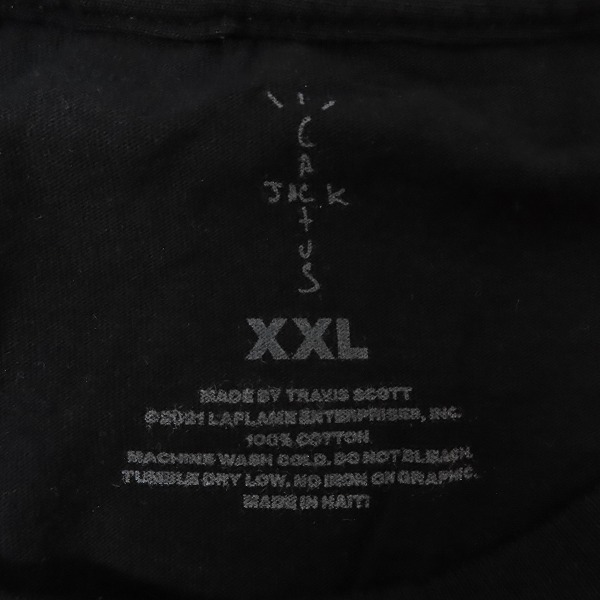 CACTUS
JACK
XXL
MADE BY TRAVIS SCOTT
©2021 LAFLAME ENTERPRISES, INC.
100% COTTON
MACHINE WASH COLD. DO NOT BLEACH.
TUMBLE DRY LOW. NO IRON ON GRAPHIC.
MADE IN HAITI